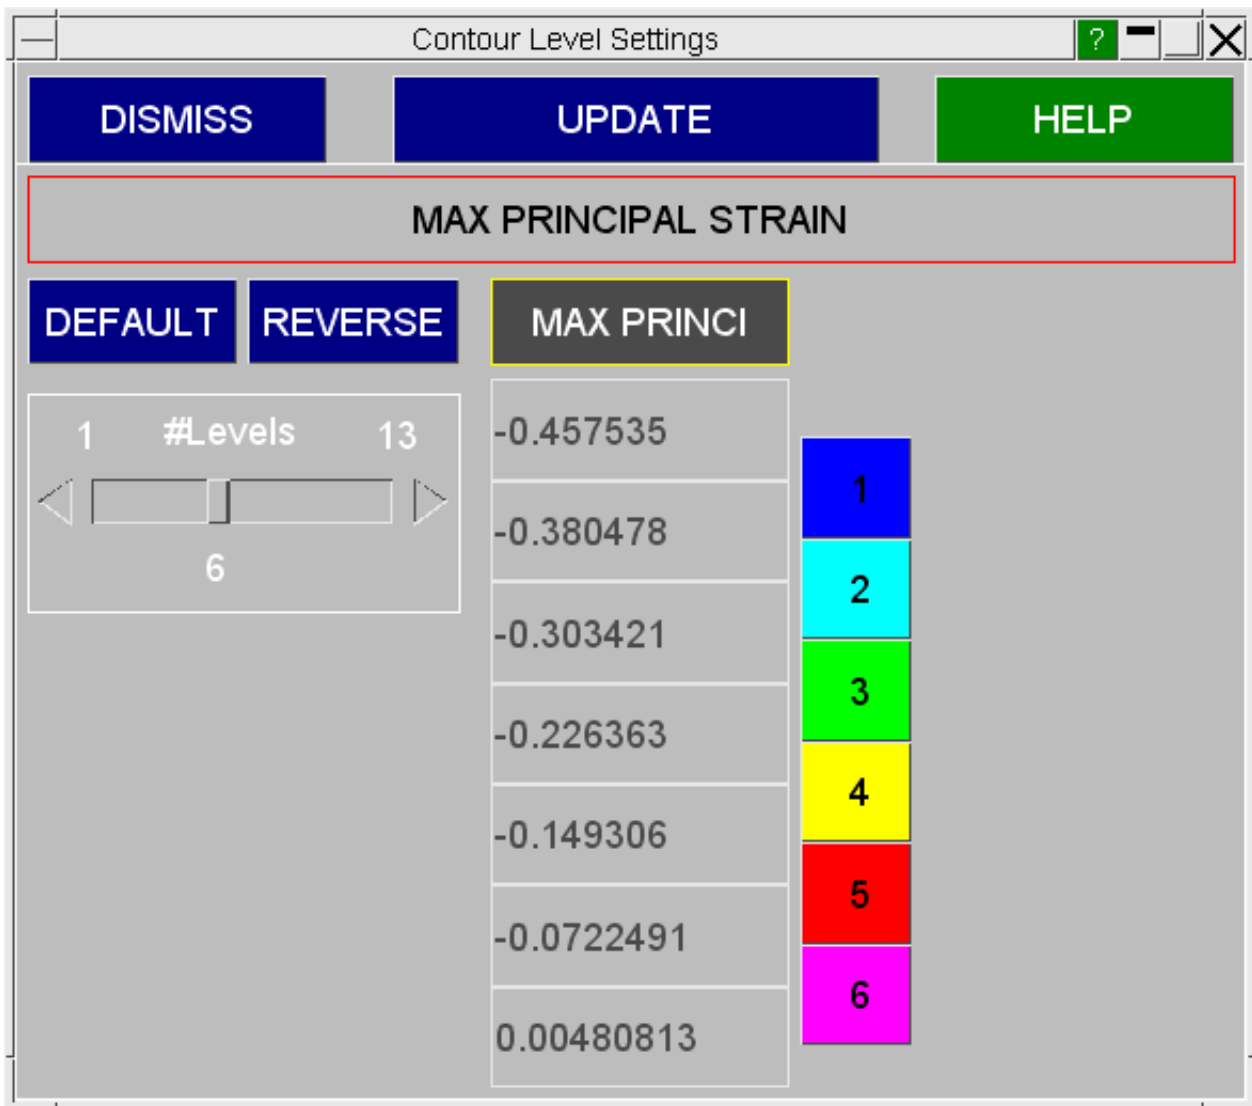 Contour Level Settings ?
DISMISS UPDATE HELP
MAX PRINCIPAL STRAIN
DEFAULT REVERSE MAX PRINCI
1 #Levels 13
6
-0.457535
1
-0.380478
2
-0.303421
3
-0.226363
4
-0.149306
5
-0.0722491
6
0.00480813